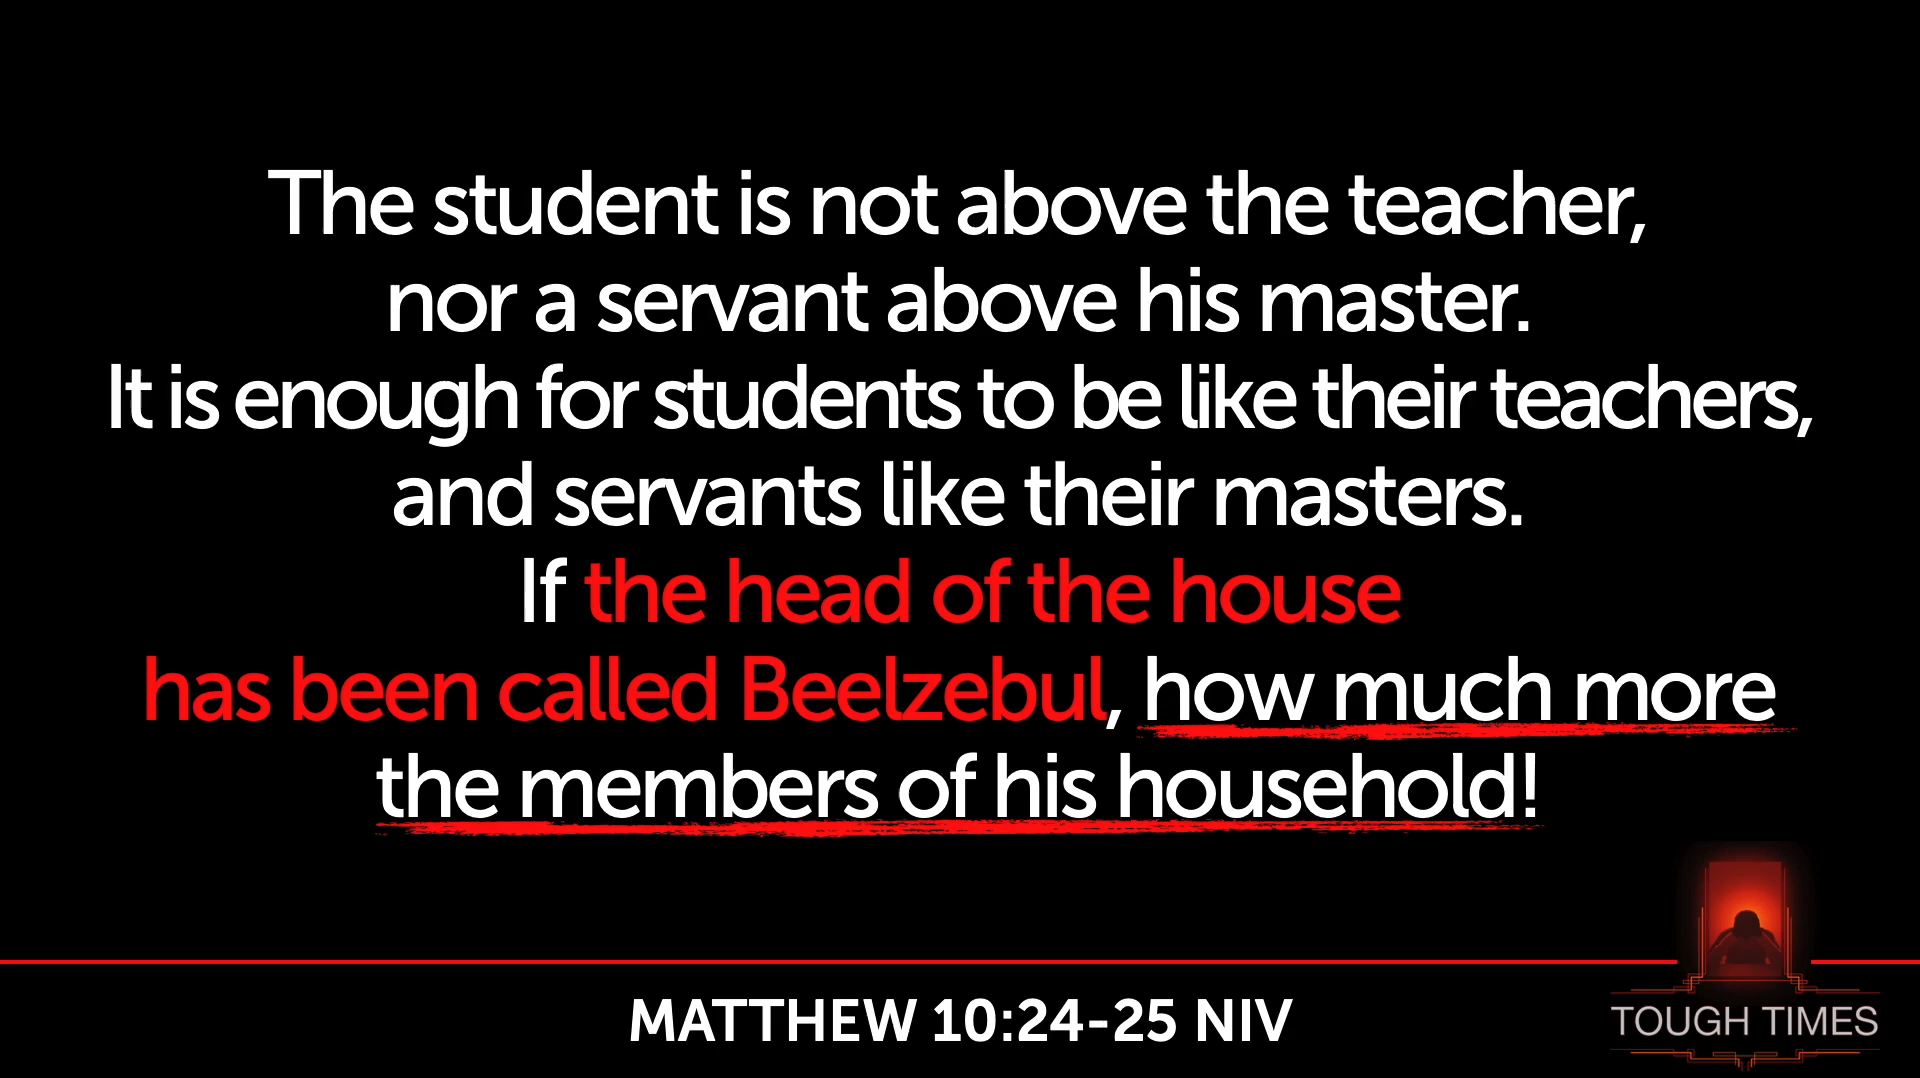 The student is not above the teacher,
nor a servant above his master.
It is enough for students to be like their teachers,
and servants like their masters.
If the head of the house
has been called Beelzebul, how much more
the members of his household!
MATTHEW 10:24-25 NIV
TOUGH TIMES